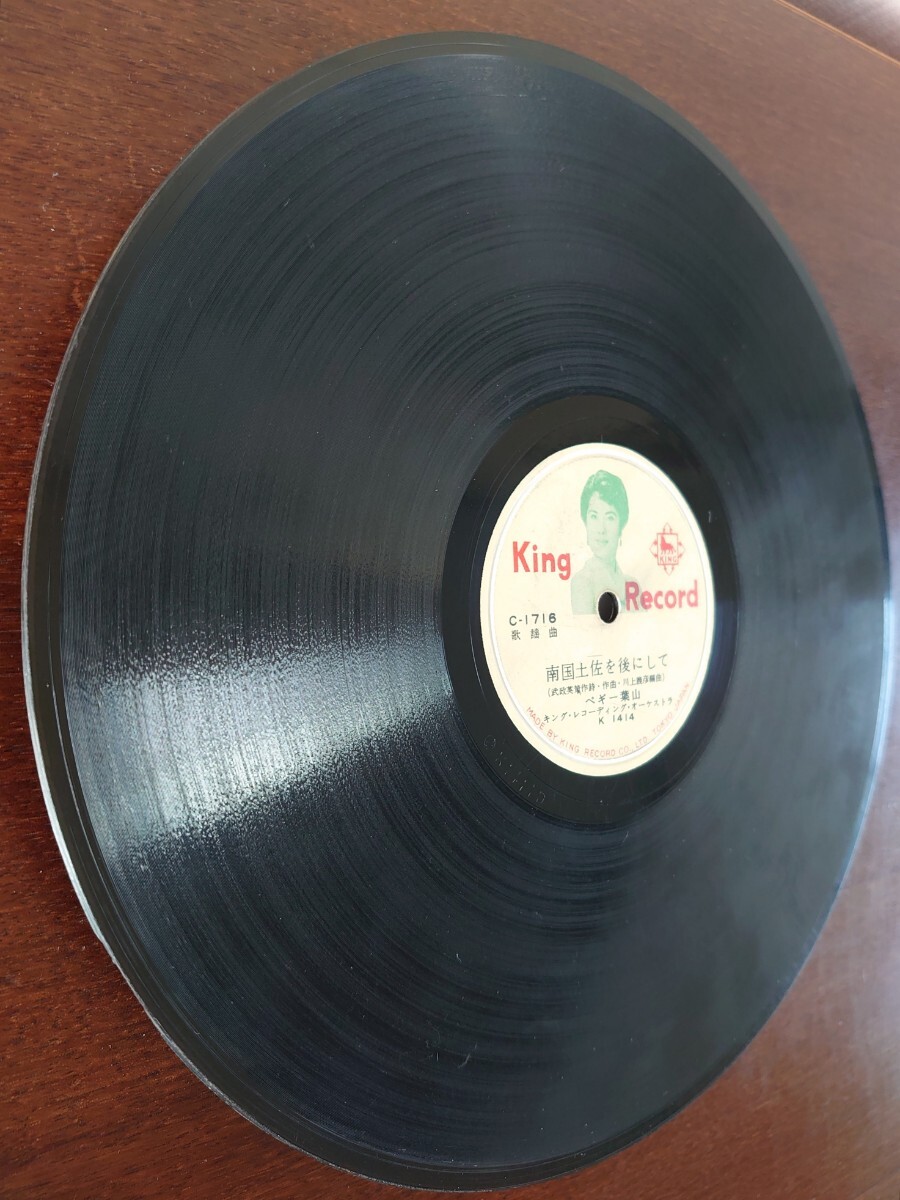 King
Record
KING
C-1716
歌謡曲
南国土佐を後にして
(武政英策作詩・作曲・川上義彦編曲)
ペギー葉山
キング・レコーディング・オーケストラ
K 1414
MADE BY KING RECORD CO., LTD. TOKYO JAPAN